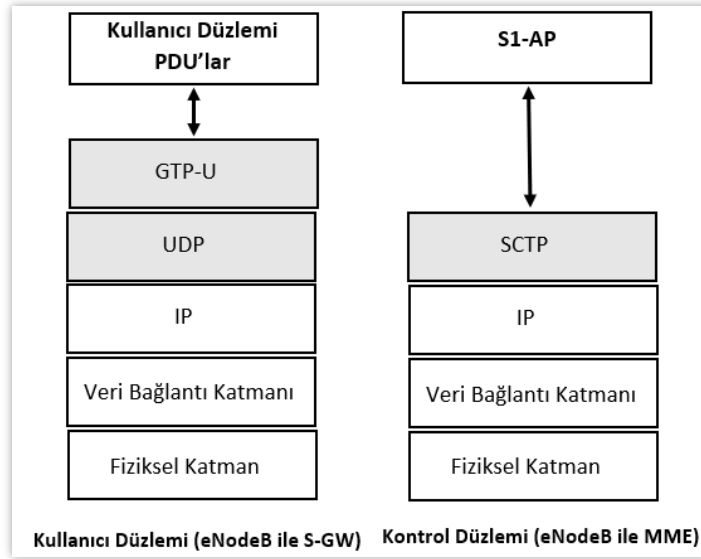 Kullanıcı Düzlemi
PDU'lar
GTP-U
UDP
IP
Veri Bağlantı Katmanı
Fiziksel Katman
Kullanıcı Düzlemi (eNodeB ile S-GW)
S1-AP
SCTP
IP
Veri Bağlantı Katmanı
Fiziksel Katman
Kontrol Düzlemi (eNodeB ile MME)